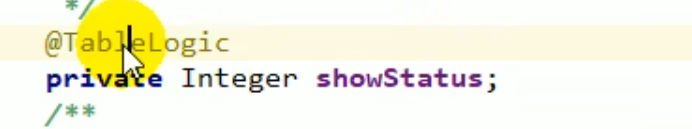 */
@TableLogic
private Integer showStatus;
/**